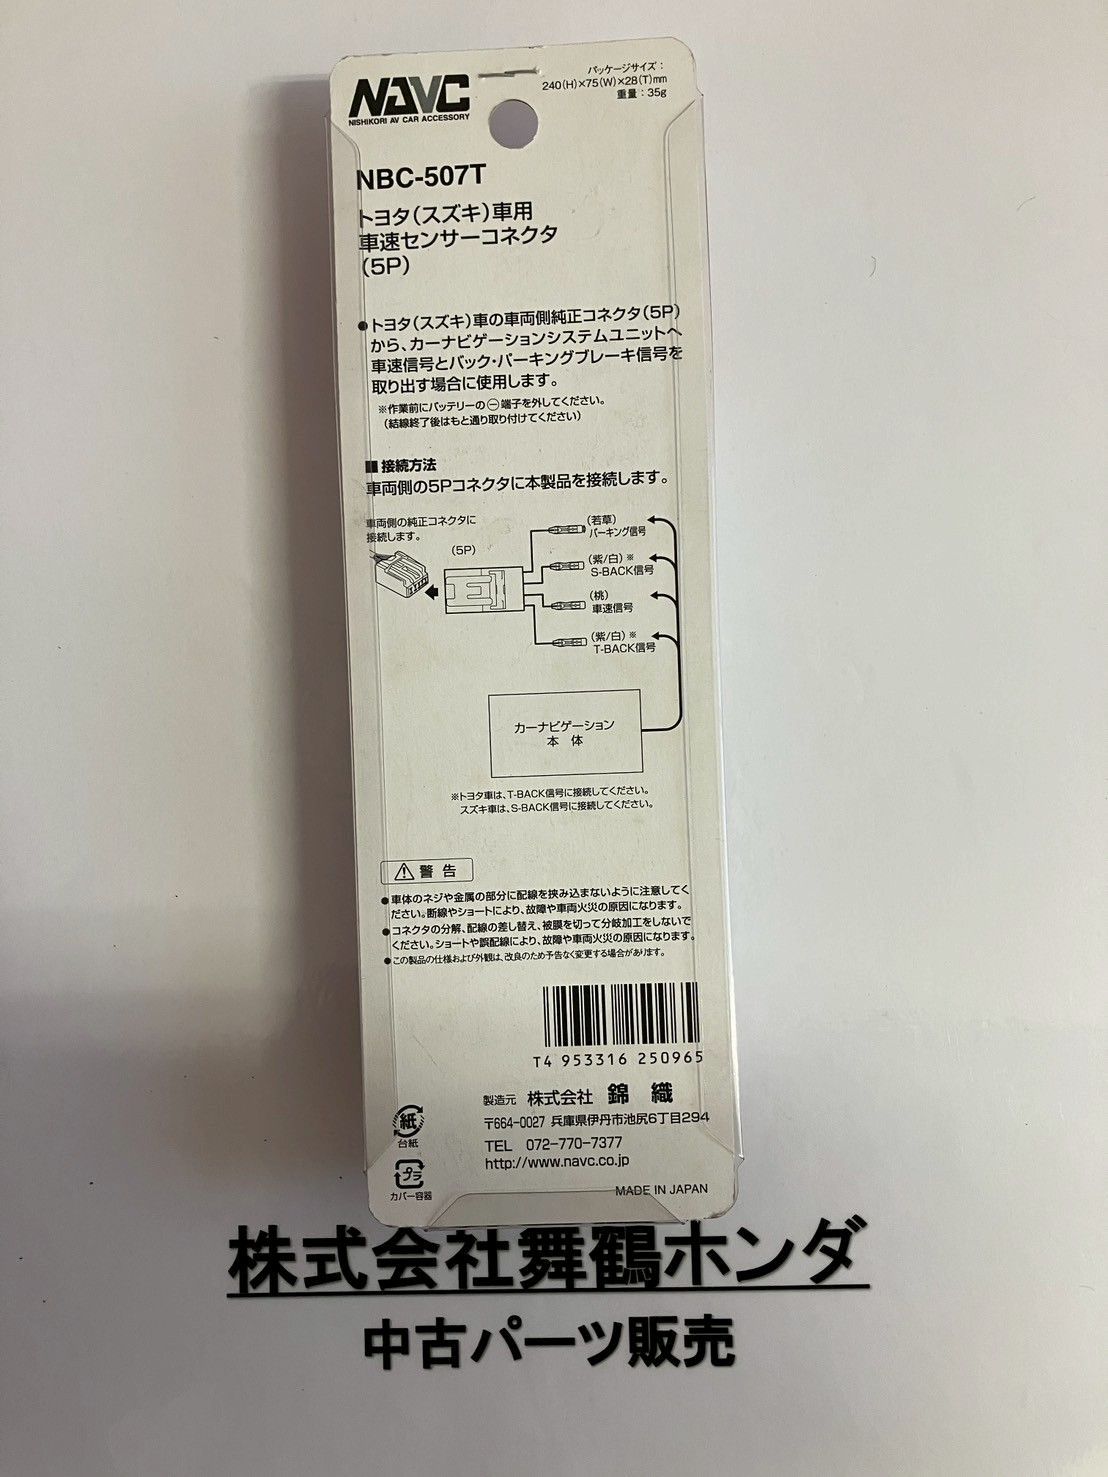 NAVC
NISHIKORI AV CAR ACCESSORY
パッケージサイズ：
240(H)×75(W)×28(T)mm
重量：35g
NBC-507T
トヨタ(スズキ)車用
車速センサーコネクタ
(5P)
●トヨタ(スズキ)車の車両側純正コネクタ(5P)
から、カーナビゲーションシステムユニットへ
車速信号とバック・パーキングブレーキ信号を
取り出す場合に使用します。
※作業前にバッテリーの⊖端子を外してください。
(結線終了後はもと通り取り付けてください)
■接続方法
車両側の5Pコネクタに本製品を接続します。
車両側の純正コネクタに
接続します。
(5P)
(若草)
パーキング信号
(紫/白)※
S-BACK信号
(桃)
車速信号
(紫/白)※
T-BACK信号
カーナビゲーション
本 体
※トヨタ車は、T-BACK信号に接続してください。
スズキ車は、S-BACK信号に接続してください。
⚠警告
●車体のネジや金属の部分に配線を挟み込まないように注意してく
ださい。断線やショートにより、故障や車両火災の原因になります。
●コネクタの分解、配線の差し替え、被膜を切って分岐加工をしないで
ください。ショートや誤配線により、故障や車両火災の原因になります。
●この製品の仕様および外観は、改良のため予告なく変更する場合があります。
T4 953316 250965
製造元 株式会社 錦 織
〒664-0027 兵庫県伊丹市池尻6丁目294
TEL 072-770-7377
http://www.navc.co.jp
紙
台紙
プラ
カバー容器
MADE IN JAPAN
株式会社舞鶴ホンダ
中古パーツ販売